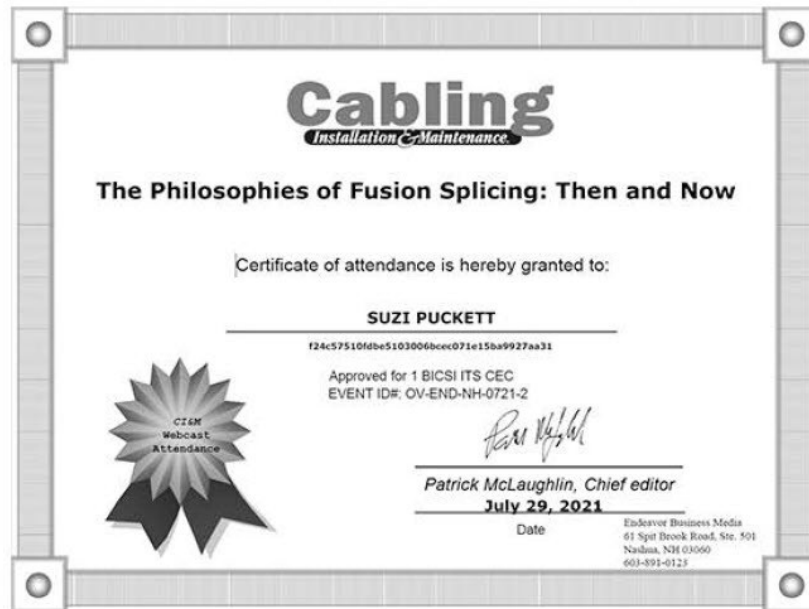 Cabling
Installation & Maintenance.
The Philosophies of Fusion Splicing: Then and Now
Certificate of attendance is hereby granted to:
SUZI PUCKETT
f24c57510fdbe5103006bcec071e15ba9927aa31
Approved for 1 BICSI ITS CEC
EVENT ID#: OV-END-NH-0721-2
CI&M
Webcast
Attendance
Patrick McLaughlin, Chief editor
July 29, 2021
Date
Endeavor Business Media
61 Spit Brook Road, Ste. 501
Nashua, NH 03060
603-891-0123